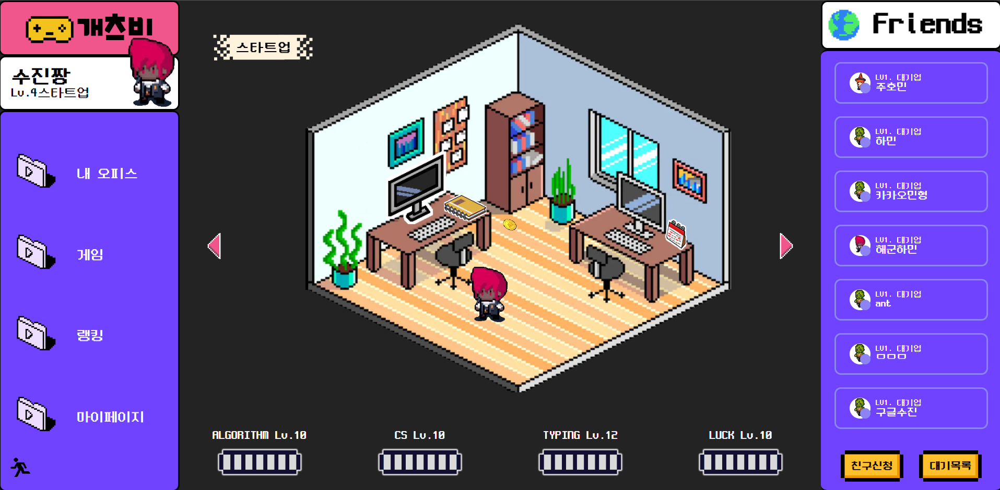 개츠비
수진짱
Lv.4스타트업
내 오피스
게임
랭킹
마이페이지
스타트업
ALGORITHM Lv.10
CS Lv.10
TYPING Lv.12
LUCK Lv.10
Friends
LV1. 대기업
주호민
LV1. 대기업
하민
LV1. 대기업
카카오민형
LV1. 대기업
해군하민
LV1. 대기업
ant
LV1. 대기업
ㅁㅁㅁ
LV1. 대기업
구글수진
친구신청
대기목록